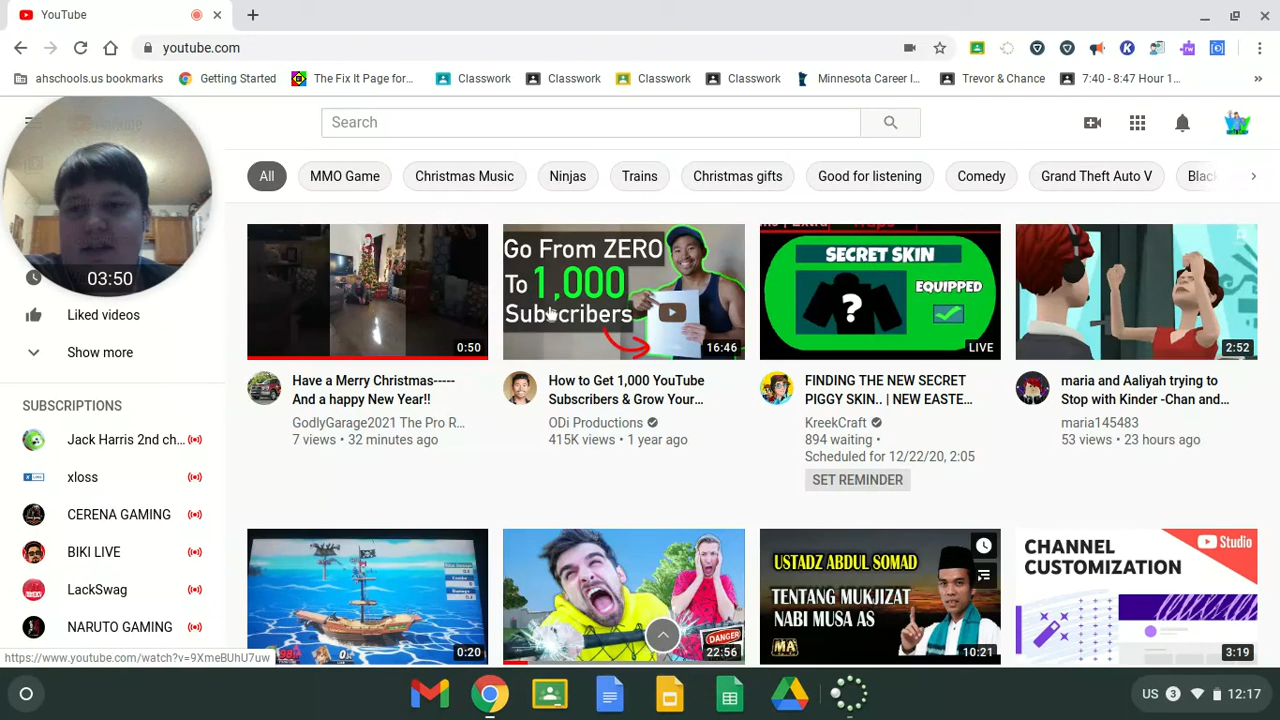 YouTube
youtube.com
ahschools.us bookmarks
Getting Started
The Fix It Page for...
Classwork
Classwork
Classwork
Classwork
Minnesota Career I...
Trevor & Chance
7:40 - 8:47 Hour 1...
»
Search
All
MMO Game
Christmas Music
Ninjas
Trains
Christmas gifts
Good for listening
Comedy
Grand Theft Auto V
Black
03:50
Liked videos
Show more
SUBSCRIPTIONS
Jack Harris 2nd ch...
xloss
CERENA GAMING
BIKI LIVE
LackSwag
NARUTO GAMING
0:50
Have a Merry Christmas-----
And a happy New Year!!
GodlyGarage2021 The Pro R...
7 views • 32 minutes ago
Go From ZERO
To 1,000
Subscribers
16:46
How to Get 1,000 YouTube
Subscribers & Grow Your...
ODi Productions
415K views • 1 year ago
SECRET SKIN
?
EQUIPPED
LIVE
FINDING THE NEW SECRET
PIGGY SKIN.. | NEW EASTE...
KreekCraft
894 waiting •
Scheduled for 12/22/20, 2:05
SET REMINDER
2:52
maria and Aaliyah trying to
Stop with Kinder -Chan and...
maria145483
53 views • 23 hours ago
0:20
DANGER
22:56
USTADZ ABDUL SOMAD
TENTANG MUKJIZAT
NABI MUSA AS
MA
10:21
Studio
CHANNEL
CUSTOMIZATION
3:19
https://www.youtube.com/watch?v=9XmeBUhU7uw
US
3
12:17